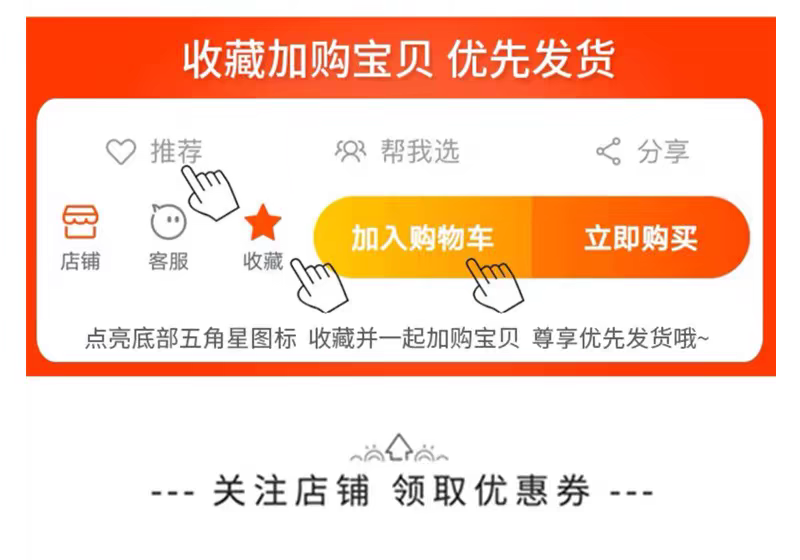 收藏加购宝贝 优先发货
推荐 帮我选 分享
店铺 客服 收藏 加入购物车 立即购买
点亮底部五角星图标 收藏并一起加购宝贝 尊享优先发货哦~
--- 关注店铺 领取优惠券 ---